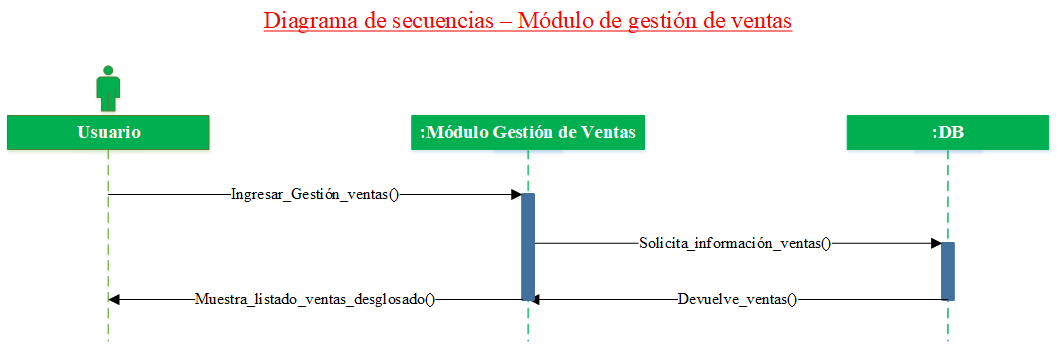 Diagrama de secuencias – Módulo de gestión de ventas
Usuario
:Módulo Gestión de Ventas
:DB
Ingresar_Gestión_ventas()
Solicita_información_ventas()
Muestra_listado_ventas_desglosado()
Devuelve_ventas()